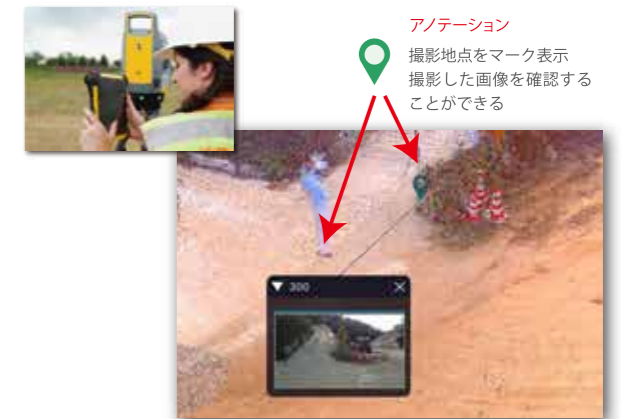 アノテーション
撮影地点をマーク表示
撮影した画像を確認する
ことができる
300